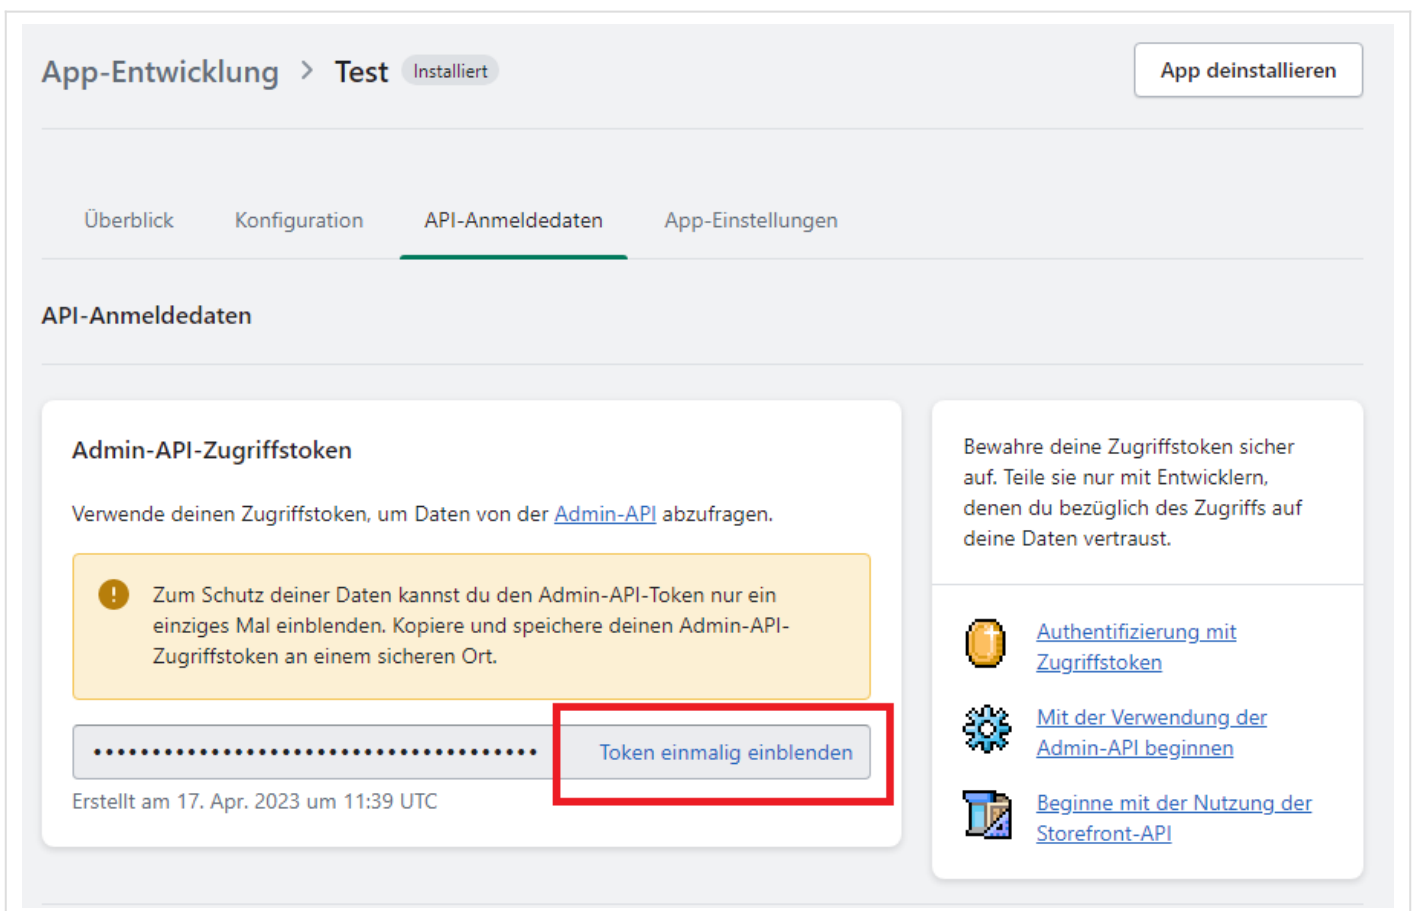 App-Entwicklung > Test Installiert
App deinstallieren
Überblick Konfiguration API-Anmeldedaten App-Einstellungen
API-Anmeldedaten
Admin-API-Zugriffstoken
Verwende deinen Zugriffstoken, um Daten von der Admin-API abzufragen.
Zum Schutz deiner Daten kannst du den Admin-API-Token nur ein
einziges Mal einblenden. Kopiere und speichere deinen Admin-API-
Zugriffstoken an einem sicheren Ort.
Token einmalig einblenden
Erstellt am 17. Apr. 2023 um 11:39 UTC
Bewahre deine Zugriffstoken sicher
auf. Teile sie nur mit Entwicklern,
denen du bezüglich des Zugriffs auf
deine Daten vertraust.
Authentifizierung mit
Zugriffstoken
Mit der Verwendung der
Admin-API beginnen
Beginne mit der Nutzung der
Storefront-API